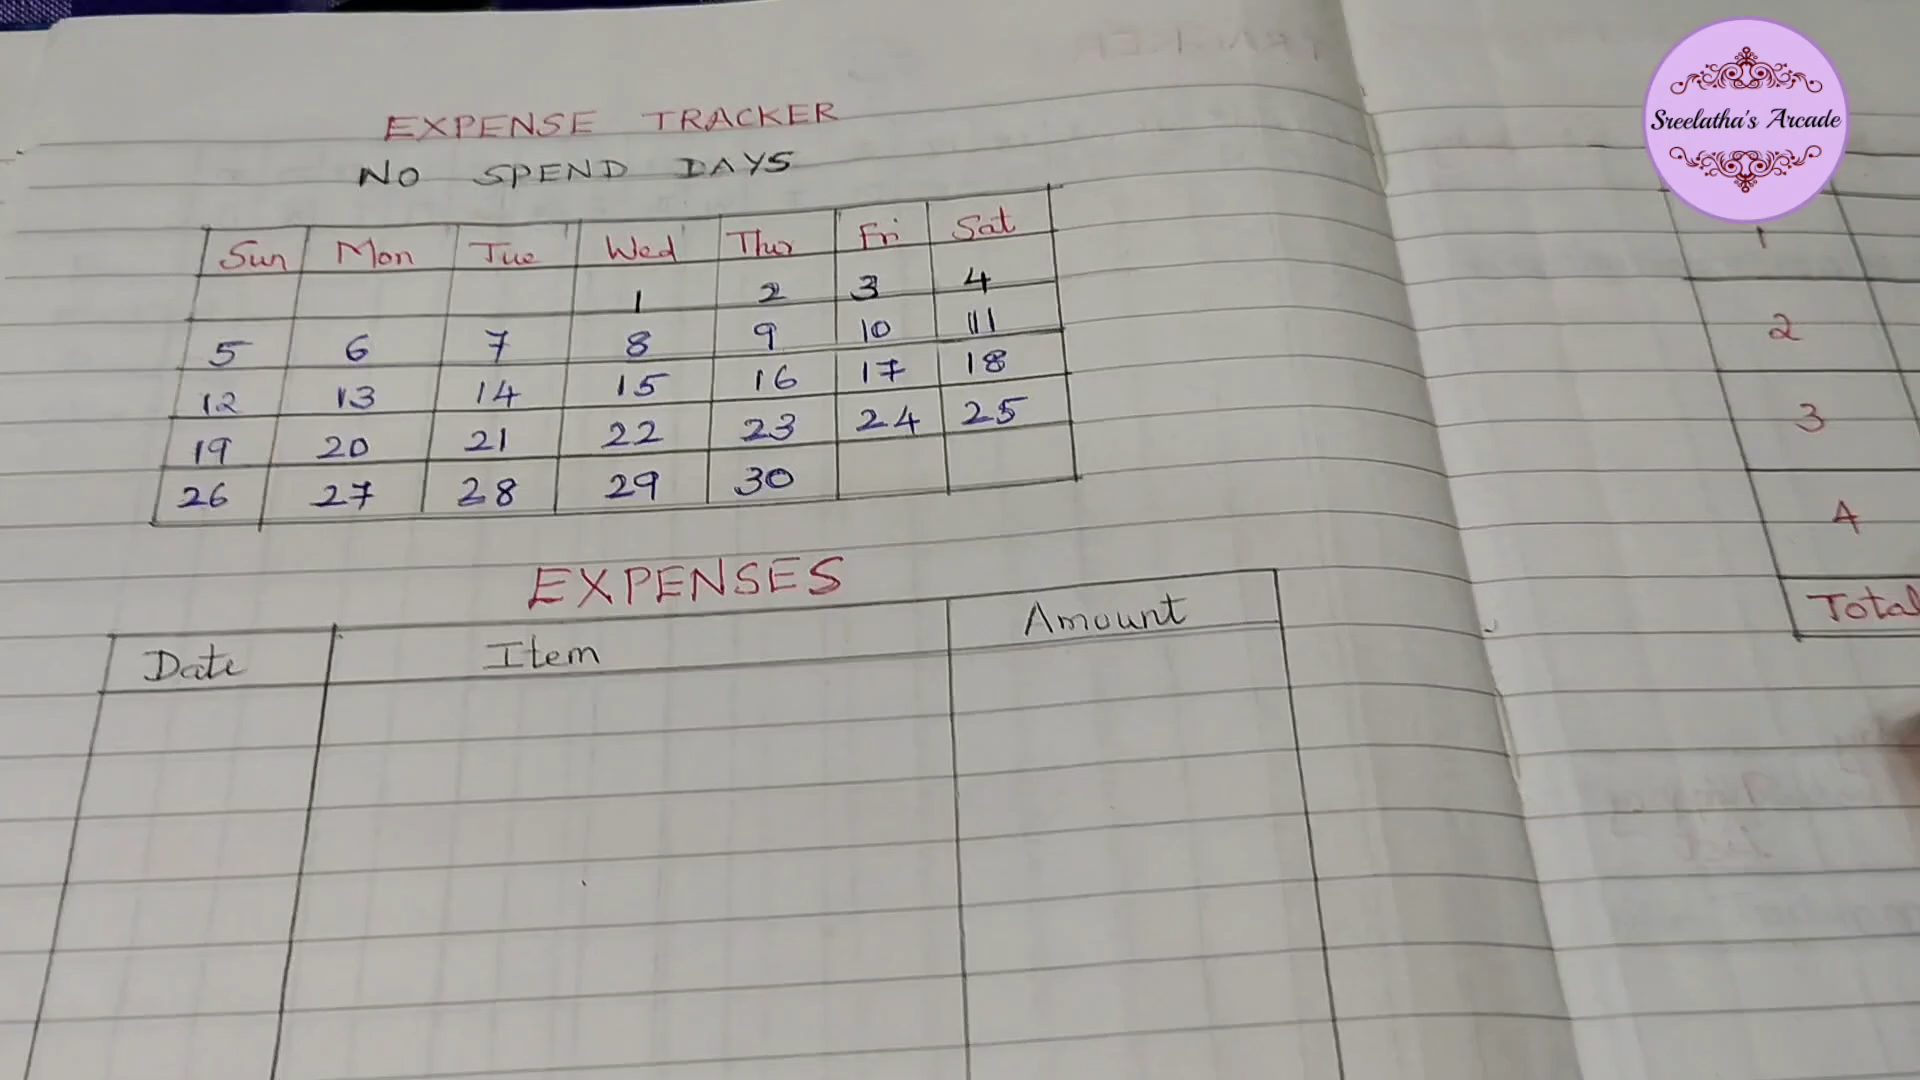 EXPENSE TRACKER
NO SPEND DAYS
Sun Mon Tue Wed Thur Fri Sat
1 2 3 4
5 6 7 8 9 10 11
12 13 14 15 16 17 18
19 20 21 22 23 24 25
26 27 28 29 30
EXPENSES
Date Item Amount
Sreelatha's Arcade
1
2
3
4
Total